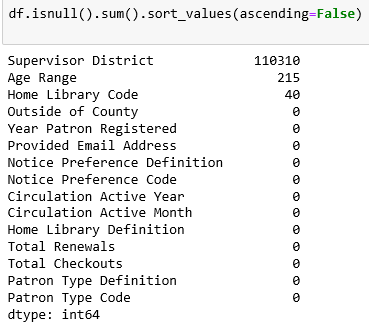 df.isnull().sum().sort_values(ascending=False)
Supervisor District 110310
Age Range 215
Home Library Code 40
Outside of County 0
Year Patron Registered 0
Provided Email Address 0
Notice Preference Definition 0
Notice Preference Code 0
Circulation Active Year 0
Circulation Active Month 0
Home Library Definition 0
Total Renewals 0
Total Checkouts 0
Patron Type Definition 0
Patron Type Code 0
dtype: int64